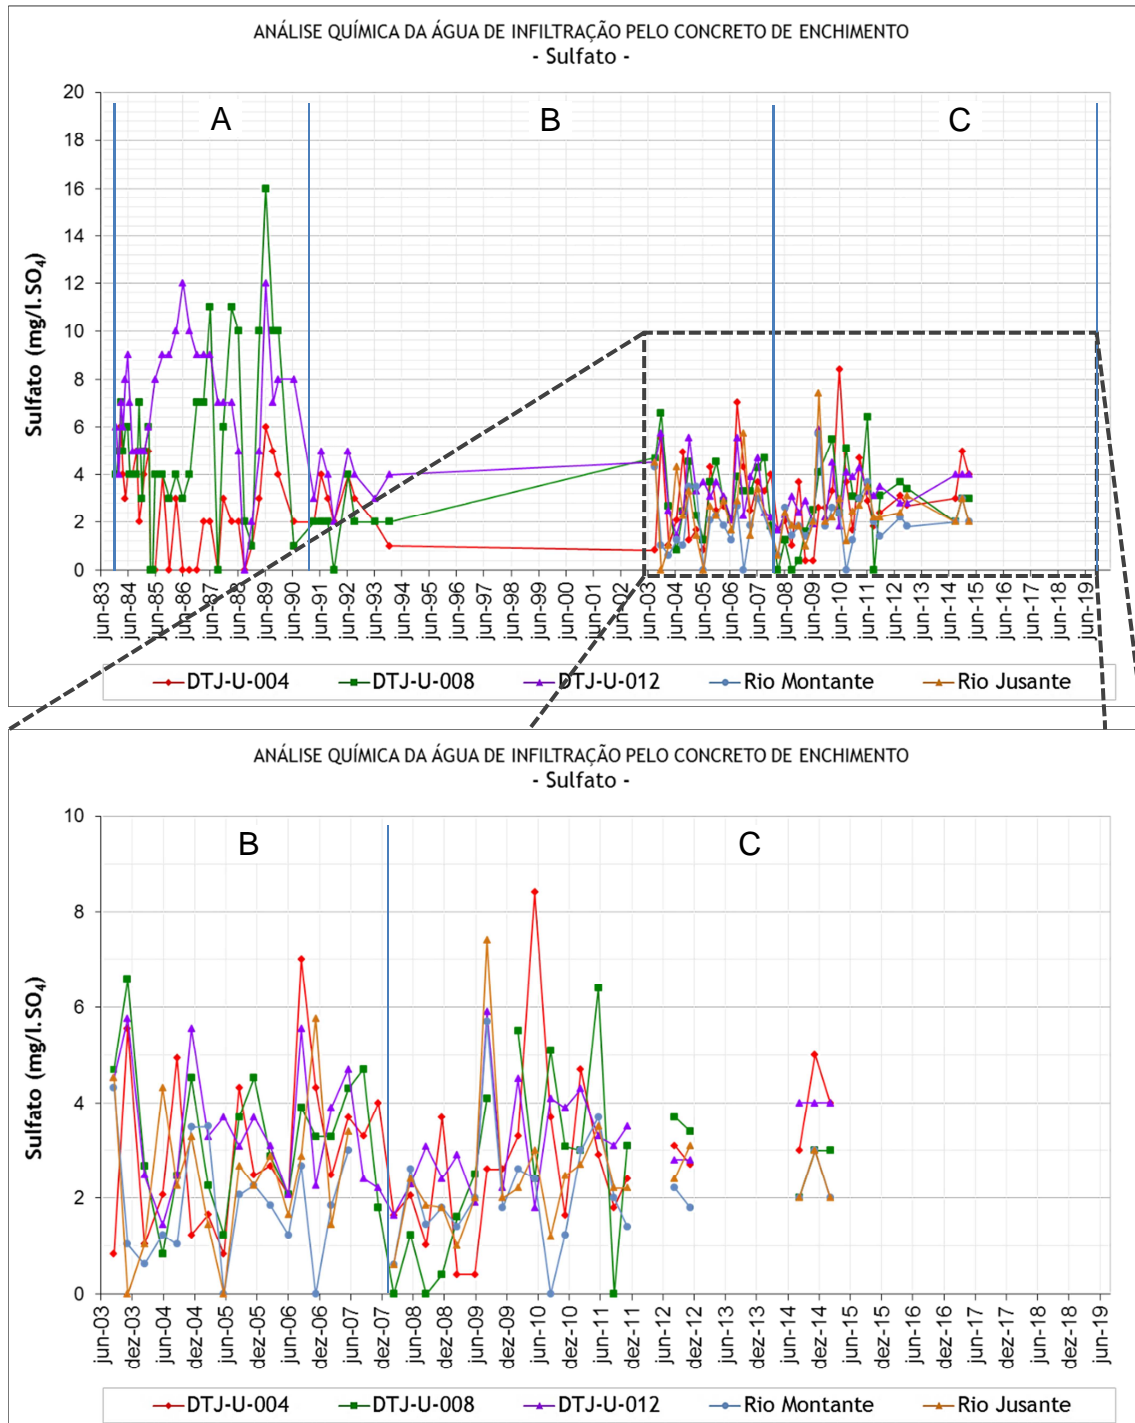 ANÁLISE QUÍMICA DA ÁGUA DE INFILTRAÇÃO PELO CONCRETO DE ENCHIMENTO
- Sulfato -
A
B
C
Sulfato (mg/l.SO4)
20
18
16
14
12
10
8
6
4
2
0
jun-83
jun-84
jun-85
jun-86
jun-87
jun-88
jun-89
jun-90
jun-91
jun-92
jun-93
jun-94
jun-95
jun-96
jun-97
jun-98
jun-99
jun-00
jun-01
jun-02
jun-03
jun-04
jun-05
jun-06
jun-07
jun-08
jun-09
jun-10
jun-11
jun-12
jun-13
jun-14
jun-15
jun-16
jun-17
jun-18
jun-19
DTJ-U-004 DTJ-U-008 DTJ-U-012 Rio Montante Rio Jusante
ANÁLISE QUÍMICA DA ÁGUA DE INFILTRAÇÃO PELO CONCRETO DE ENCHIMENTO
- Sulfato -
B
C
Sulfato (mg/l.SO4)
10
8
6
4
2
0
jun-03
dez-03
jun-04
dez-04
jun-05
dez-05
jun-06
dez-06
jun-07
dez-07
jun-08
dez-08
jun-09
dez-09
jun-10
dez-10
jun-11
dez-11
jun-12
dez-12
jun-13
dez-13
jun-14
dez-14
jun-15
dez-15
jun-16
dez-16
jun-17
dez-17
jun-18
dez-18
jun-19
DTJ-U-004 DTJ-U-008 DTJ-U-012 Rio Montante Rio Jusante